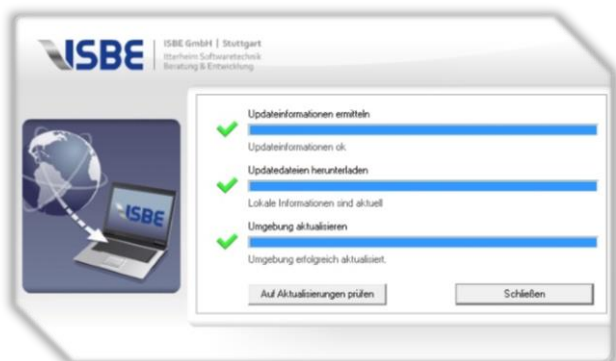 ISBE
ISBE GmbH | Stuttgart
Itterheim Softwaretechnik
Beratung & Entwicklung
Updateinformationen ermitteln
Updateinformationen ok
Updatedateien herunterladen
Lokale Informationen sind aktuell
ISBE
Umgebung aktualisieren
Umgebung erfolgreich aktualisiert.
Auf Aktualisierungen prüfen
Schließen